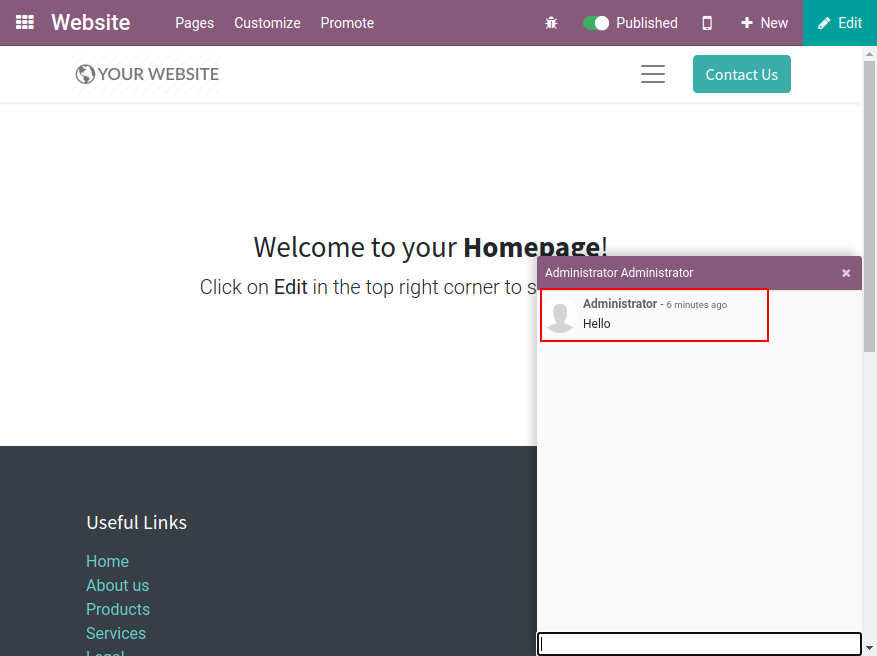 Website Pages Customize Promote Published New Edit
YOUR WEBSITE Contact Us
Welcome to your Homepage!
Click on Edit in the top right corner to s
Administrator Administrator
Administrator - 6 minutes ago
Hello
Useful Links
Home
About us
Products
Services
Legal